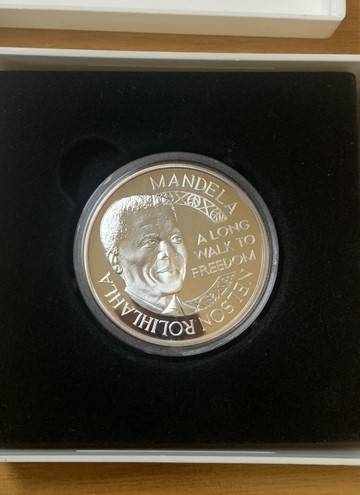 MANDELA
A LONG
WALK TO
FREEDOM
NELSON
ROLIHLAHLA